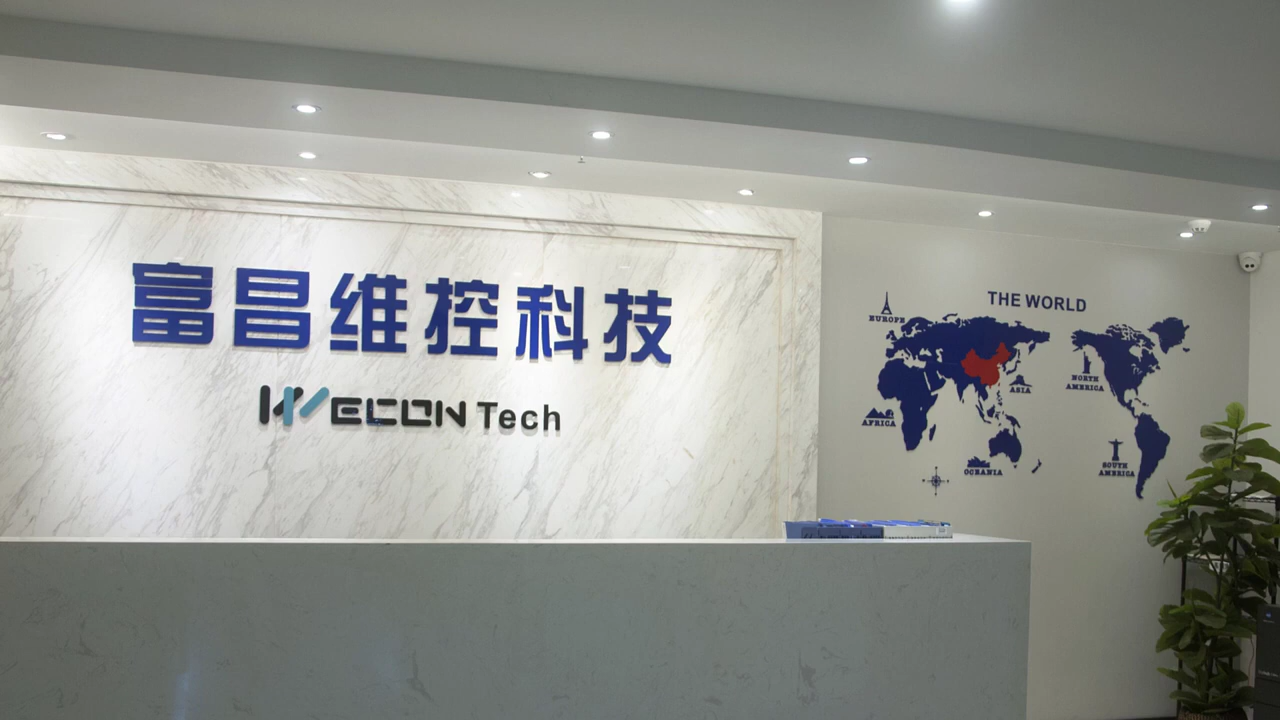 富昌维控科技
WECON Tech
THE WORLD
EUROPE
ASIA
NORTH
AMERICA
AFRICA
OCEANIA
SOUTH
AMERICA